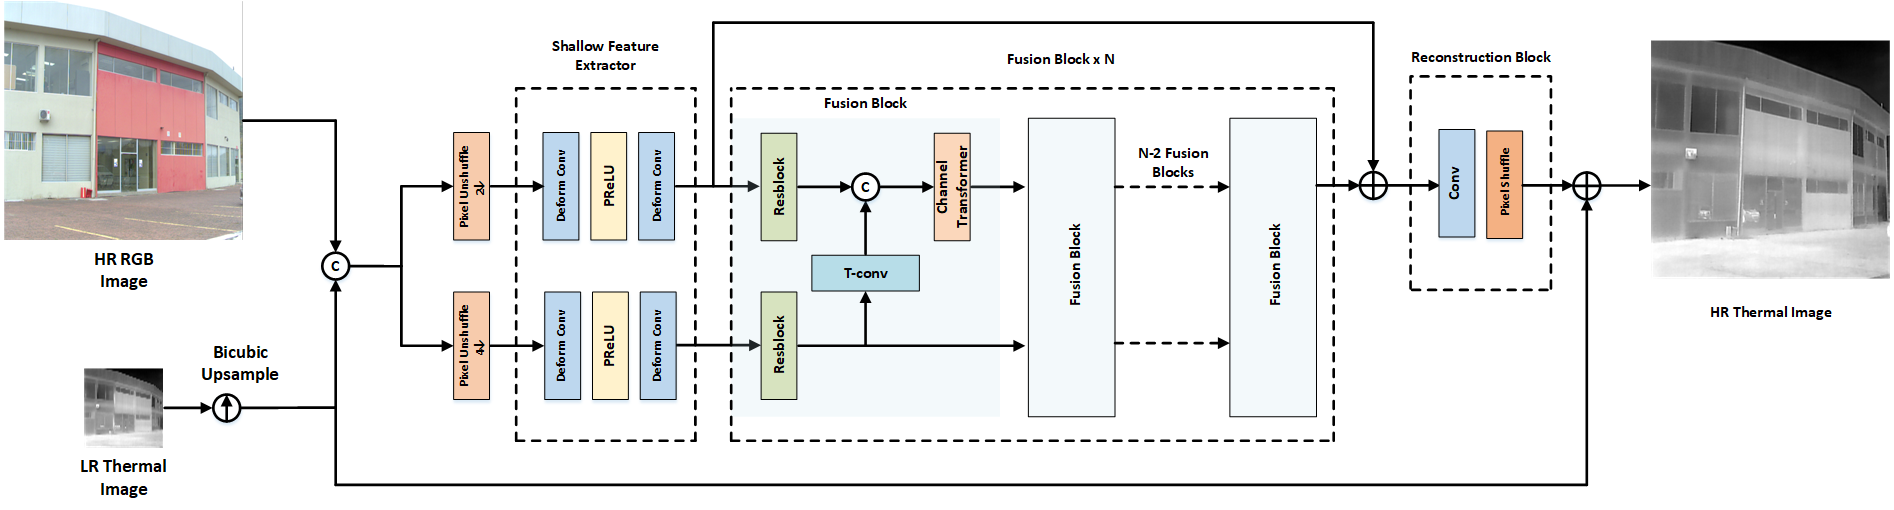 HR RGB
Image
LR Thermal
Image
Bicubic
Upsample
C
Pixel Unshuffle
2↓
Pixel Unshuffle
4↓
Shallow Feature
Extractor
Deform Conv
PReLU
Deform Conv
Deform Conv
PReLU
Deform Conv
Fusion Block x N
Fusion Block
Resblock
C
Channel
Transformer
T-conv
Resblock
Fusion Block
N-2 Fusion
Blocks
Fusion Block
Reconstruction Block
Conv
Pixel Shuffle
HR Thermal Image